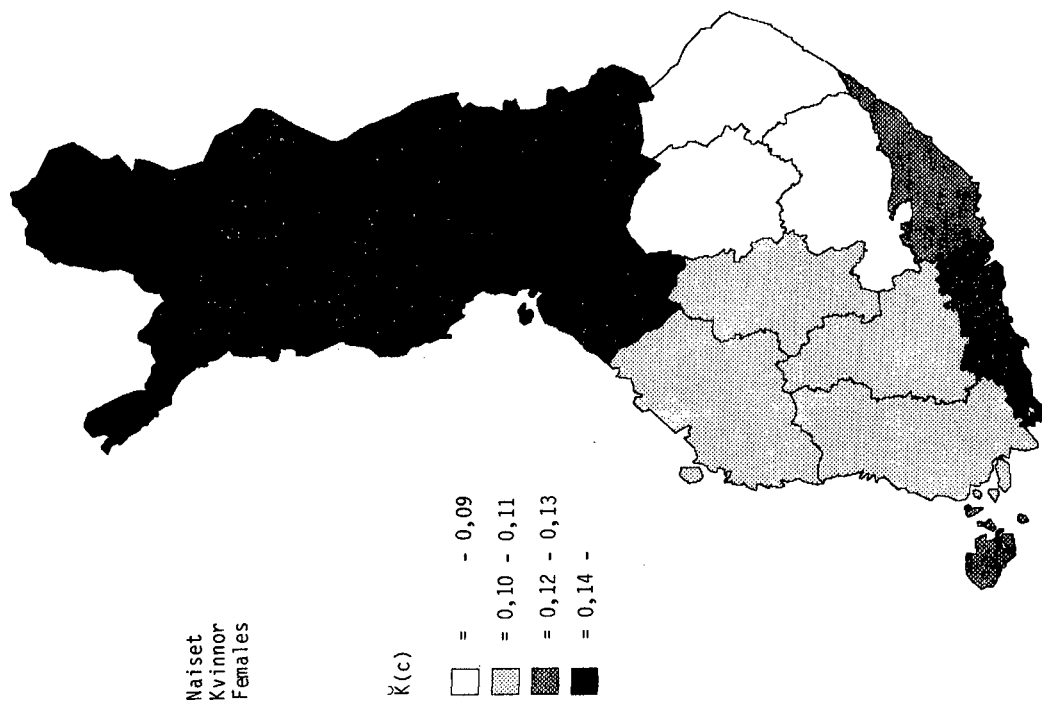 Naiset
Kvinnor
Females
K̆(c)
= - 0,09
= 0,10 - 0,11
= 0,12 - 0,13
= 0,14 -